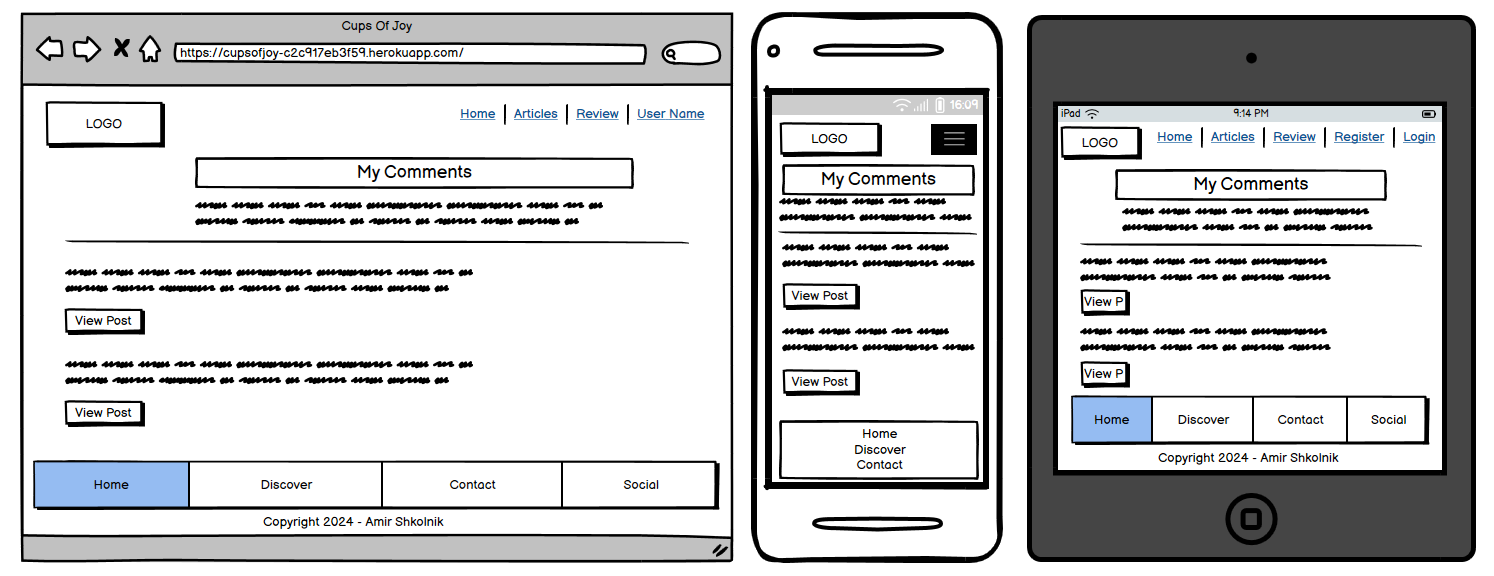 Cups Of Joy
https://cupsofjoy-c2c917eb3f59.herokuapp.com/
LOGO
Home Articles Review User Name
My Comments
View Post
View Post
Home Discover Contact Social
Copyright 2024 - Amir Shkolnik
16:09
LOGO
My Comments
View Post
View Post
Home
Discover
Contact
iPad 9:14 PM
LOGO
Home Articles Review Register Login
My Comments
View P
View P
Home Discover Contact Social
Copyright 2024 - Amir Shkolnik